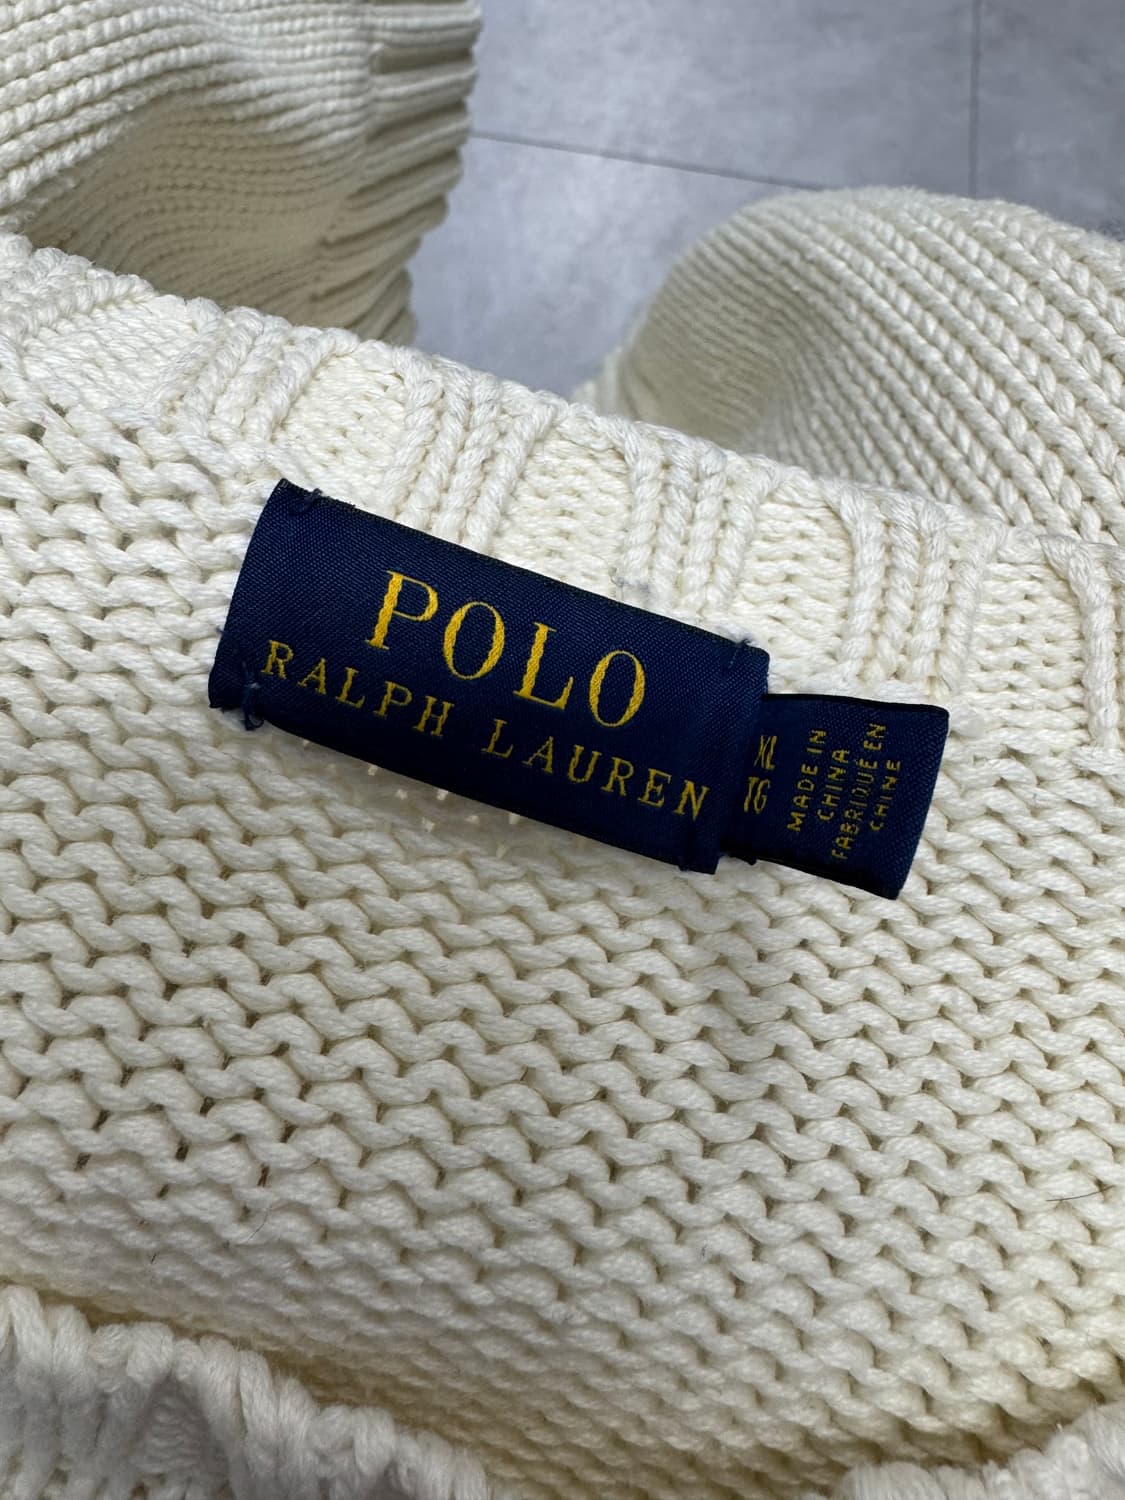 POLO
RALPH LAUREN
XL
TG
MADE IN
CHINA
FABRIQUÉ EN
CHINE